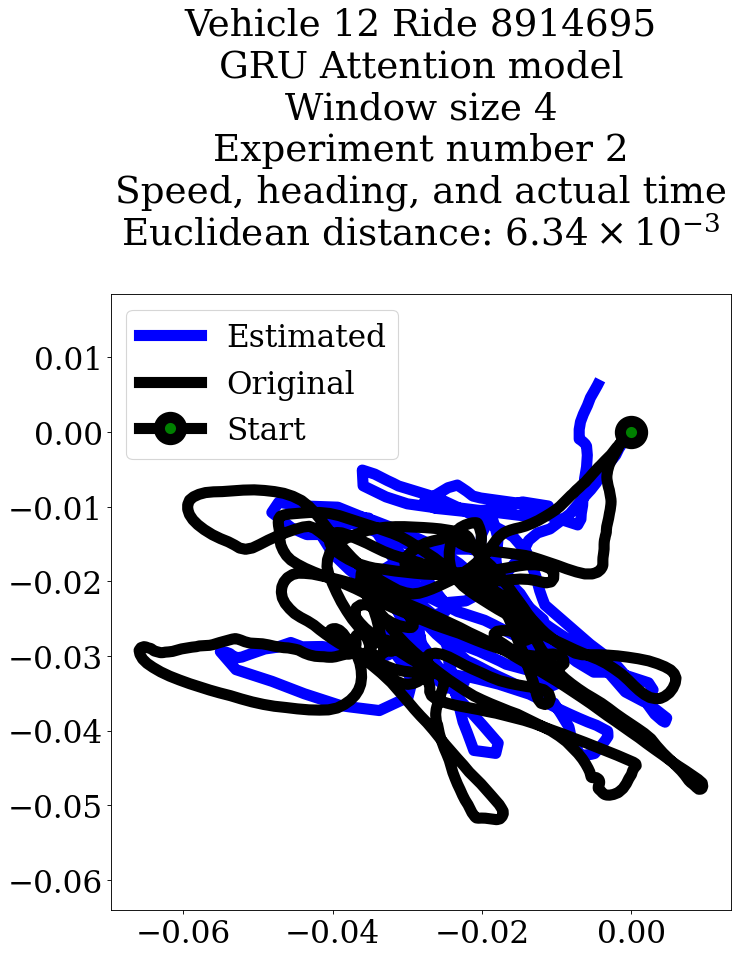 Vehicle 12 Ride 8914695
GRU Attention model
Window size 4
Experiment number 2
Speed, heading, and actual time
Euclidean distance: 6.34 × 10⁻³
Estimated
Original
Start
0.01
0.00
−0.01
−0.02
−0.03
−0.04
−0.05
−0.06
−0.06 −0.04 −0.02 0.00